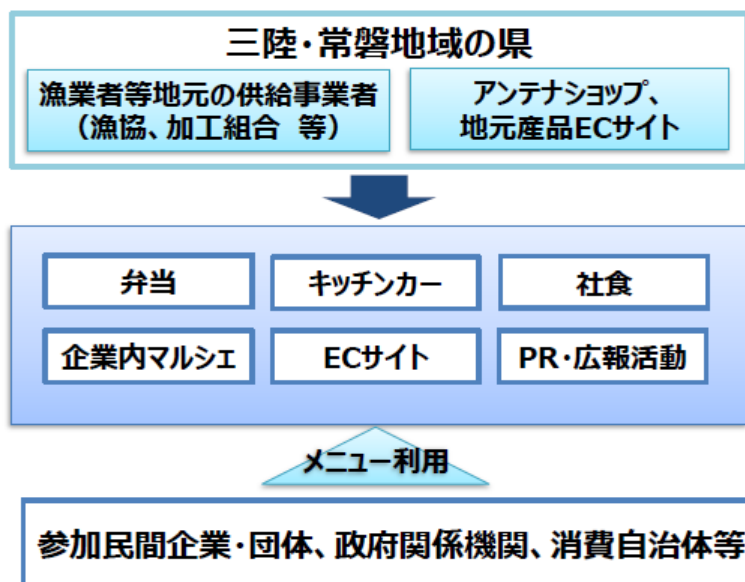 三陸・常磐地域の県
漁業者等地元の供給事業者
（漁協、加工組合 等）
アンテナショップ、
地元産品ECサイト
弁当
キッチンカー
社食
企業内マルシェ
ECサイト
PR・広報活動
メニュー利用
参加民間企業・団体、政府関係機関、消費自治体等